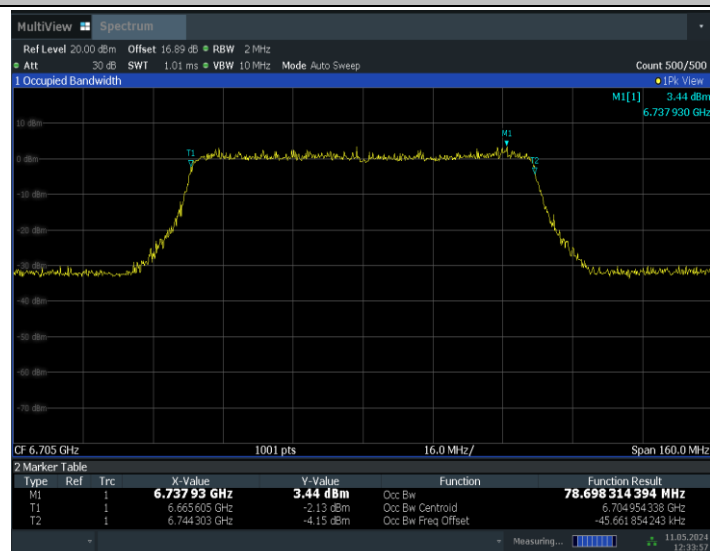 MultiView Spectrum
Ref Level 20.00 dBm Offset 16.89 dB RBW 2 MHz
Att 30 dB SWT 1.01 ms VBW 10 MHz Mode Auto Sweep Count 500/500
1 Occupied Bandwidth 1Pk View
M1[1] 3.44 dBm
6.737 930 GHz
10 dBm
M1
T1
0 dBm
T2
-10 dBm
-20 dBm
-30 dBm
-40 dBm
-50 dBm
-60 dBm
-70 dBm
CF 6.705 GHz 1001 pts 16.0 MHz/ Span 160.0 MHz
2 Marker Table
Type Ref Trc X-Value Y-Value Function Function Result
M1 1 6.737 93 GHz 3.44 dBm Occ Bw 78.698 314 394 MHz
T1 1 6.665 605 GHz -2.13 dBm Occ Bw Centroid 6.704 954 338 GHz
T2 1 6.744 303 GHz -4.15 dBm Occ Bw Freq Offset -45.661 854 243 kHz
Measuring... 11.05.2024
12:33:57